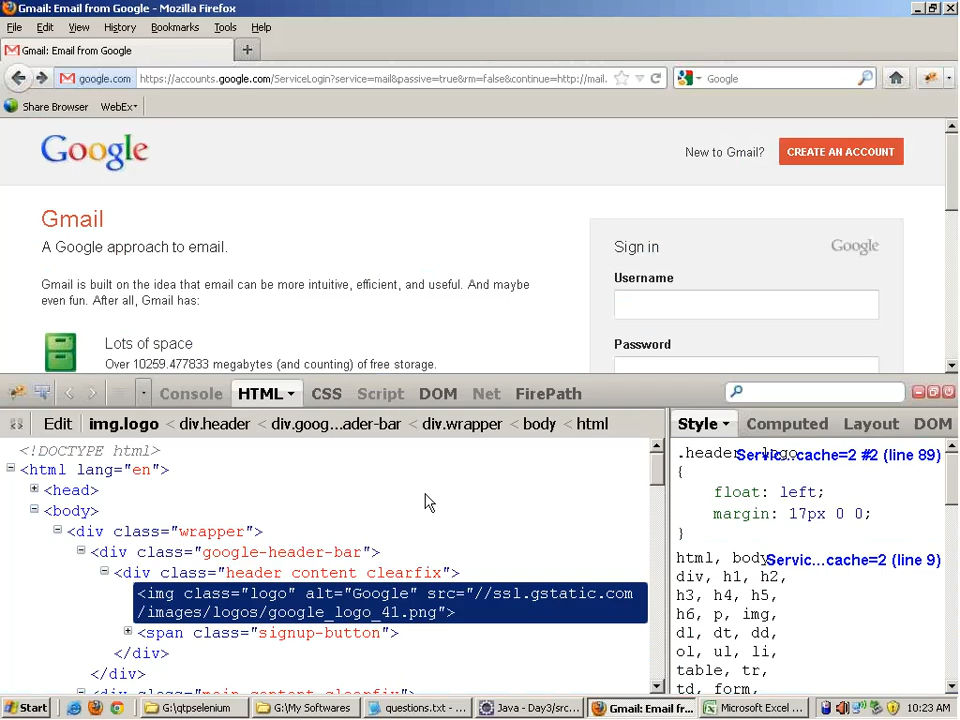 Gmail: Email from Google - Mozilla Firefox
File Edit View History Bookmarks Tools Help
Gmail: Email from Google
google.com https://accounts.google.com/ServiceLogin?service=mail&passive=true&rm=false&continue=http://mail. Google
Share Browser WebEx
Google New to Gmail? CREATE AN ACCOUNT
Gmail
A Google approach to email.
Sign in Google
Username
Gmail is built on the idea that email can be more intuitive, efficient, and useful. And maybe
even fun. After all, Gmail has:
Lots of space
Over 10259.477833 megabytes (and counting) of free storage.
Password
Console HTML CSS Script DOM Net FirePath
Edit img.logo < div.header < div.goog...ader-bar < div.wrapper < body < html
Style Computed Layout DOM
<!DOCTYPE html>
<html lang="en">
<head>
<body>
<div class="wrapper">
<div class="google-header-bar">
<div class="header content clearfix">
<img class="logo" alt="Google" src="//ssl.gstatic.com
/images/logos/google_logo_41.png">
<span class="signup-button">
</div>
</div>
<div class="main content clearfix">
.header .logo Servic...cache=2 #2 (line 89)
{
float: left;
margin: 17px 0 0;
}
html, body, Servic...cache=2 (line 9)
div, h1, h2,
h3, h4, h5,
h6, p, img,
dl, dt, dd,
ol, ul, li,
table, tr,
td, form,
Start G:\qtpselenium G:\My Softwares questions.txt - ... Java - Day3/src... Gmail: Email fr... Microsoft Excel ... 10:23 AM